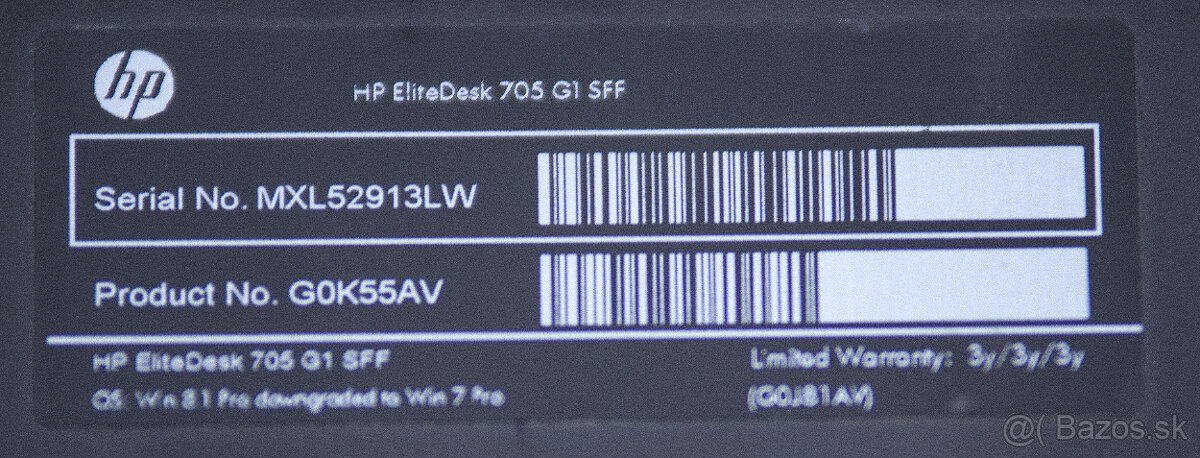 hp
HP EliteDesk 705 G1 SFF
Serial No. MXL52913LW
Product No. G0K55AV
HP EliteDesk 705 G1 SFF
OS: Win 8.1 Pro downgraded to Win 7 Pro
Limited Warranty: 3y/3y/3y
(G0J81AV)
@( Bazos.sk